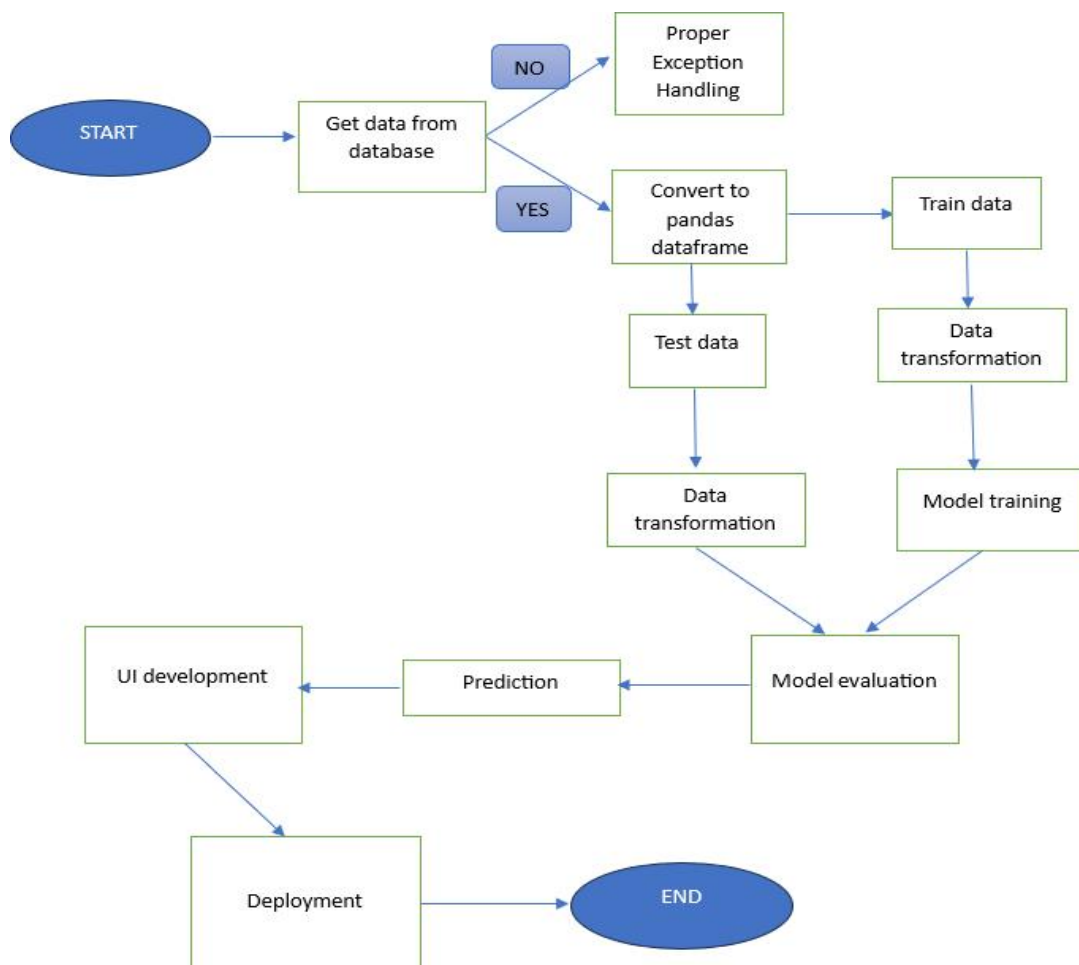 START
Get data from
database
NO
YES
Proper
Exception
Handling
Convert to
pandas
dataframe
Train data
Test data
Data
transformation
Data
transformation
Model training
Model evaluation
Prediction
UI development
Deployment
END